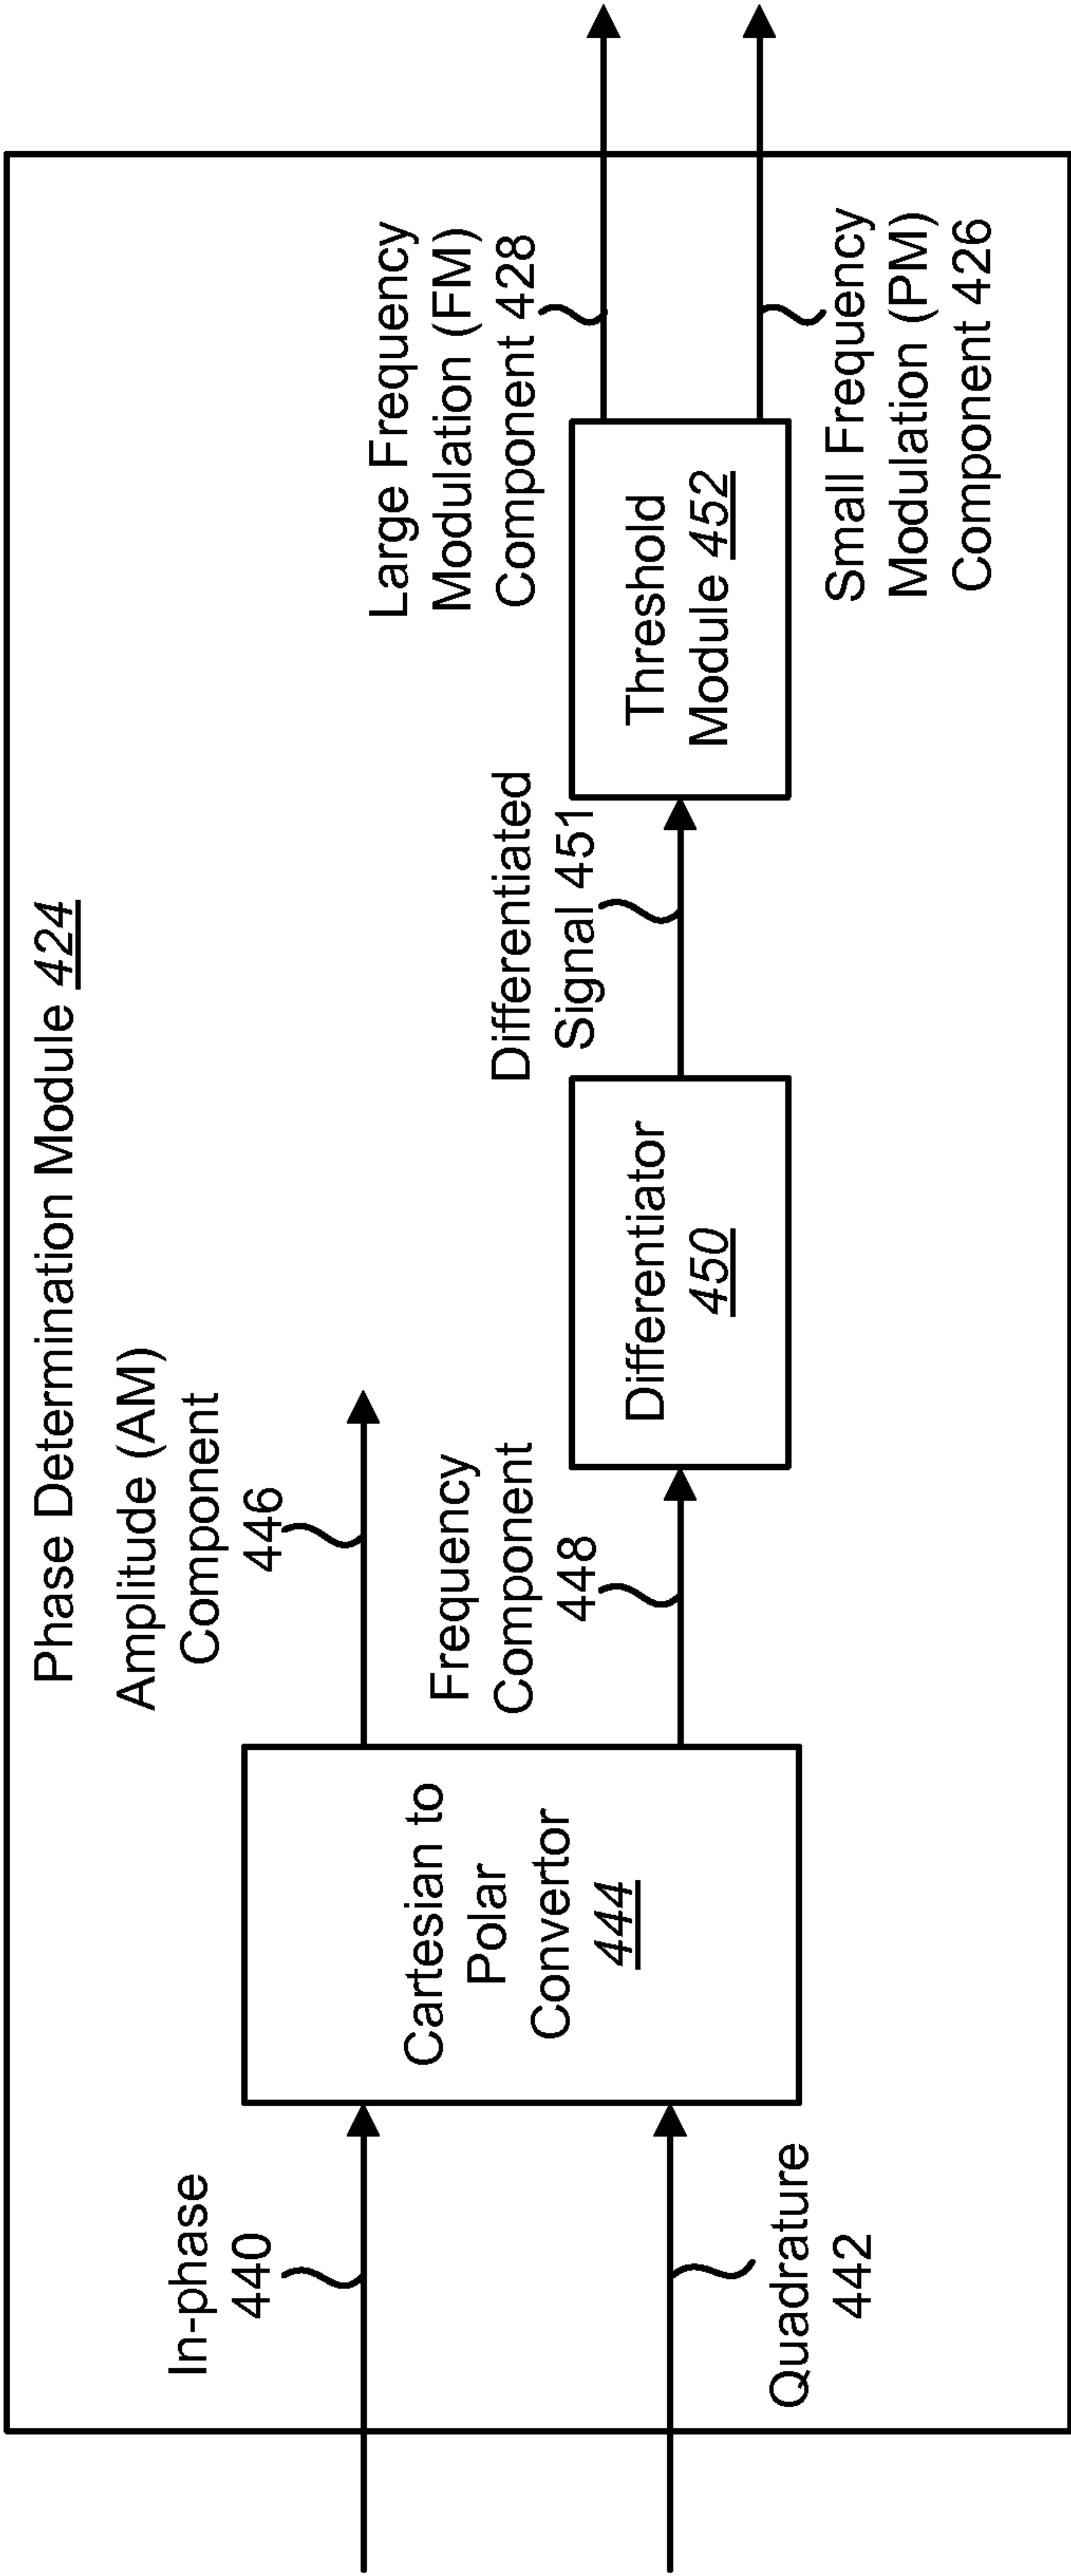 Phase Determination Module 424
In-phase
440
Quadrature
442
Cartesian to
Polar
Convertor
444
Amplitude (AM)
Component
446
Frequency
Component
448
Differentiator
450
Differentiated
Signal 451
Threshold
Module 452
Large Frequency
Modulation (FM)
Component 428
Small Frequency
Modulation (PM)
Component 426